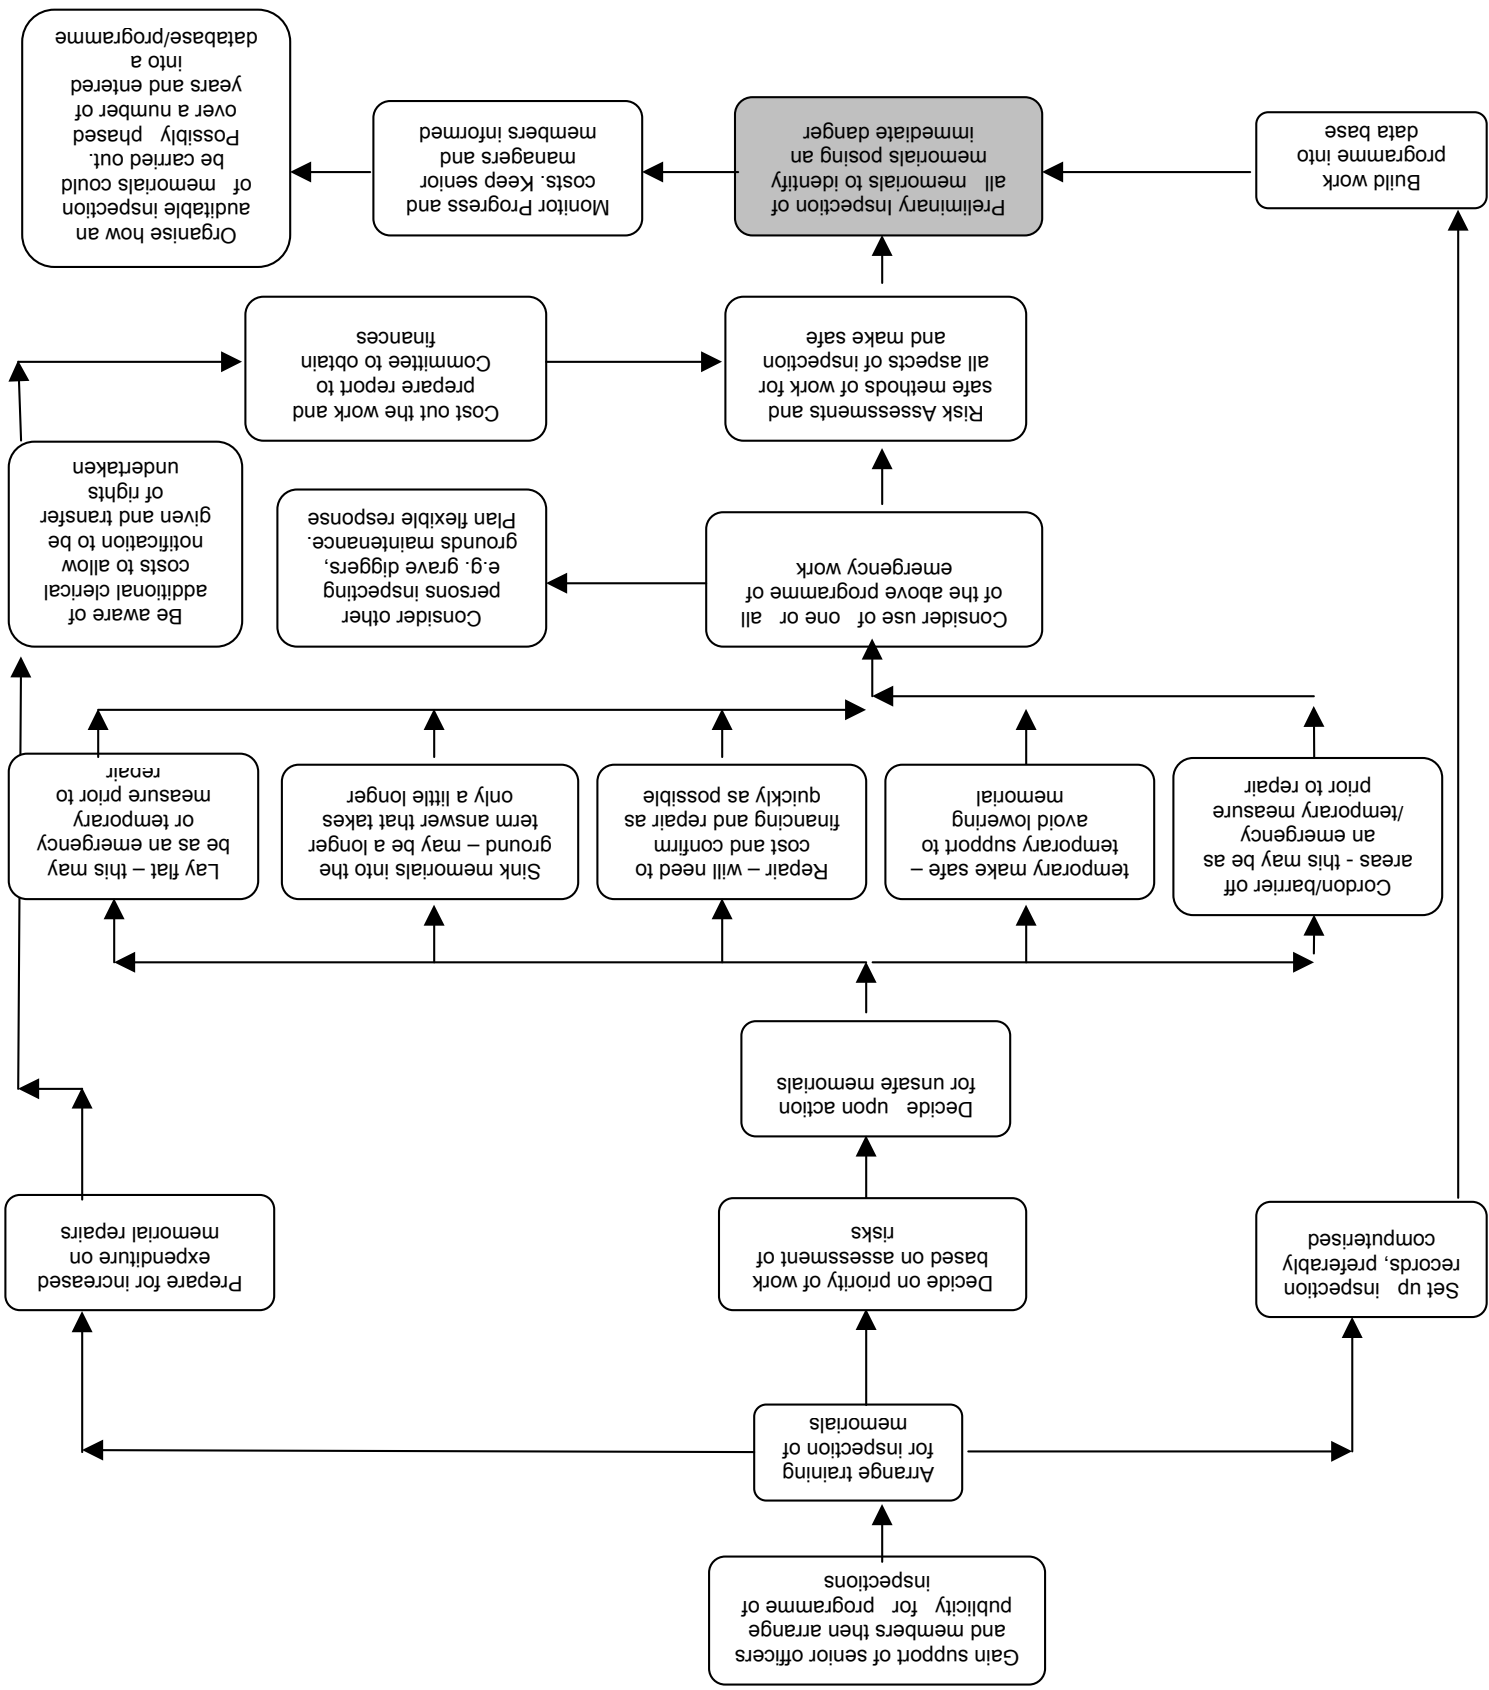 Gain support of senior officers
and members then arrange
publicity for programme of
inspections
Arrange training
for inspection of
memorials
Set up inspection
records, preferably
computerised
Decide on priority of work
based on assessment of
risks
Prepare for increased
expenditure on
memorial repairs
Decide upon action
for unsafe memorials
Cordon/barrier off
areas - this may be as
an emergency
/temporary measure
prior to repair
temporary make safe –
temporary support to
avoid lowering
memorial
Repair – will need to
cost and confirm
financing and repair as
quickly as possible
Sink memorials into the
ground – may be a longer
term answer that takes
only a little longer
Lay flat – this may
be as an emergency
or temporary
measure prior to
repair
Consider use of one or all
of the above programme of
emergency work
Consider other
persons inspecting
e.g. grave diggers,
grounds maintenance.
Plan flexible response
Be aware of
additional clerical
costs to allow
notification to be
given and transfer
of rights
undertaken
Risk Assessments and
safe methods of work for
all aspects of inspection
and make safe
Cost out the work and
prepare report to
Committee to obtain
finances
Build work
programme into
data base
Preliminary Inspection of
all memorials to identify
memorials posing an
immediate danger
Monitor Progress and
costs. Keep senior
managers and
members informed
Organise how an
auditable inspection
of memorials could
be carried out.
Possibly phased
over a number of
years and entered
into a
database/programme